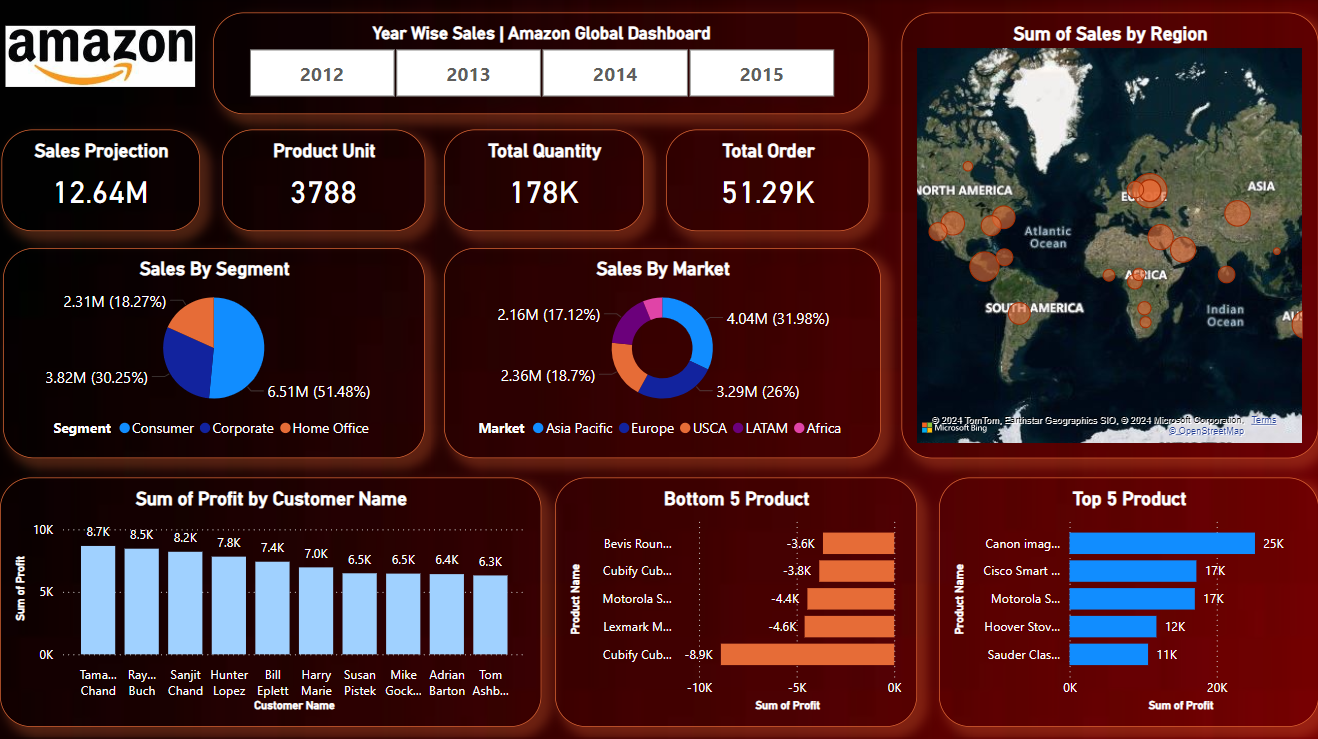 amazon
Year Wise Sales | Amazon Global Dashboard
2012 2013 2014 2015
Sales Projection
12.64M
Product Unit
3788
Total Quantity
178K
Total Order
51.29K
Sum of Sales by Region
NORTH AMERICA
EUROPE
ASIA
Atlantic
Ocean
AFRICA
SOUTH AMERICA
Indian
Ocean
AUS
© 2024 TomTom, Earthstar Geographics SIO, © 2024 Microsoft Corporation, Terms
Microsoft Bing
© OpenStreetMap
Sales By Segment
2.31M (18.27%)
3.82M (30.25%)
6.51M (51.48%)
Segment Consumer Corporate Home Office
Sales By Market
2.16M (17.12%)
4.04M (31.98%)
2.36M (18.7%)
3.29M (26%)
Market Asia Pacific Europe USCA LATAM Africa
Sum of Profit by Customer Name
Sum of Profit
10K
5K
0K
8.7K 8.5K 8.2K 7.8K 7.4K 7.0K 6.5K 6.5K 6.4K 6.3K
Tama... Ray... Sanjit Hunter Bill Harry Susan Mike Adrian Tom
Chand Buch Chand Lopez Eplett Marie Pistek Gock... Barton Ashb...
Customer Name
Bottom 5 Product
Product Name
Bevis Roun... -3.6K
Cubify Cub... -3.8K
Motorola S... -4.4K
Lexmark M... -4.6K
Cubify Cub... -8.9K
-10K -5K 0K
Sum of Profit
Top 5 Product
Product Name
Canon imag... 25K
Cisco Smart ... 17K
Motorola S... 17K
Hoover Stov... 12K
Sauder Clas... 11K
0K 20K
Sum of Profit